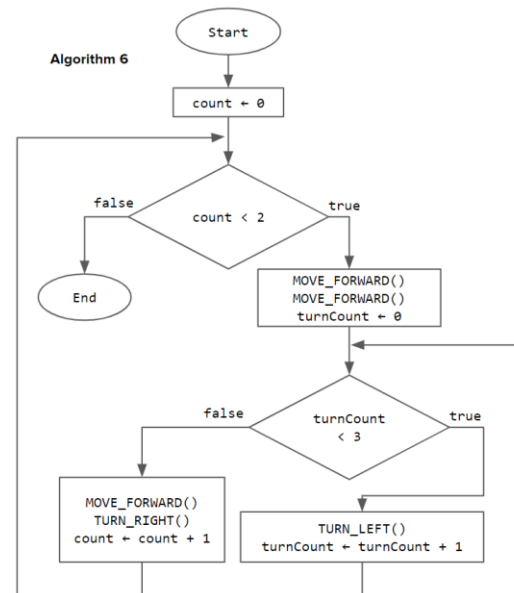 Start
Algorithm 6
count ← 0
false
true
count < 2
End
MOVE_FORWARD()
MOVE_FORWARD()
turnCount ← 0
false
true
turnCount
< 3
MOVE_FORWARD()
TURN_RIGHT()
count ← count + 1
TURN_LEFT()
turnCount ← turnCount + 1